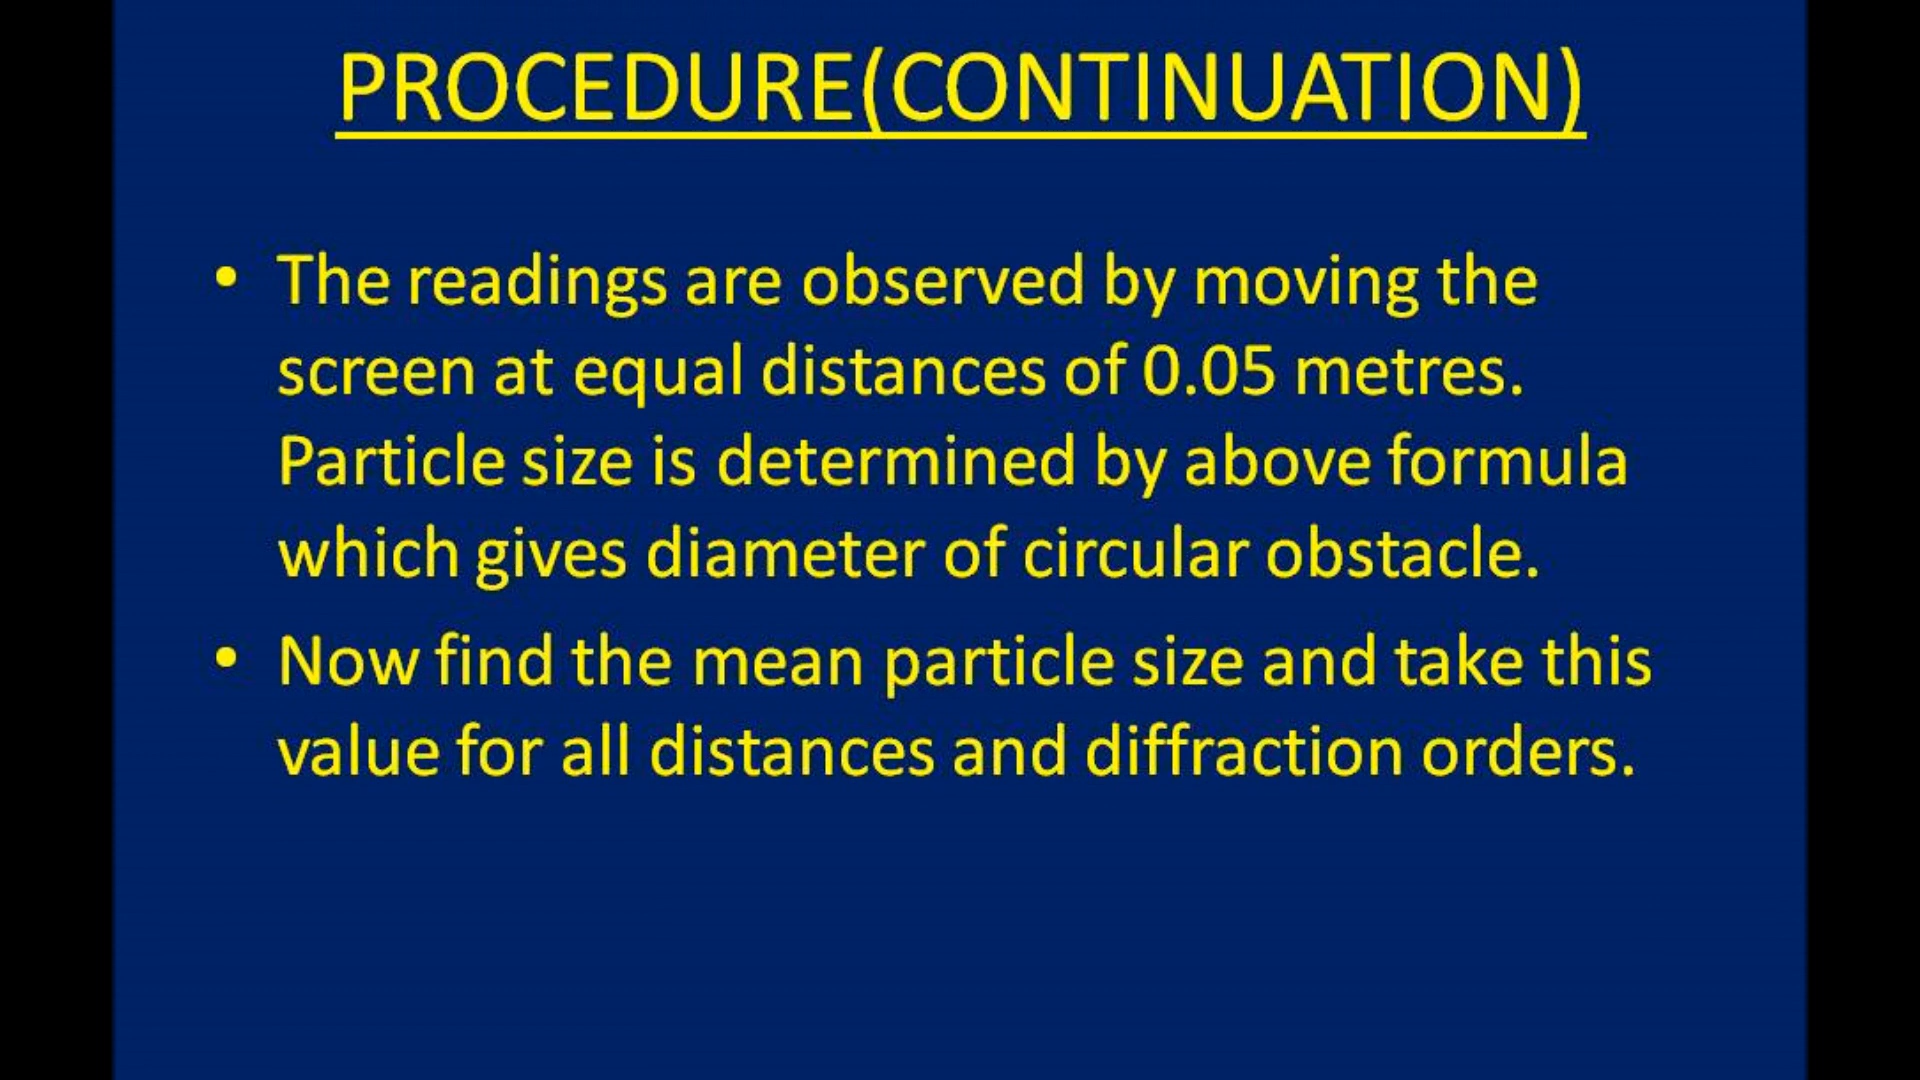 PROCEDURE(CONTINUATION)
• The readings are observed by moving the
screen at equal distances of 0.05 metres.
Particle size is determined by above formula
which gives diameter of circular obstacle.
• Now find the mean particle size and take this
value for all distances and diffraction orders.